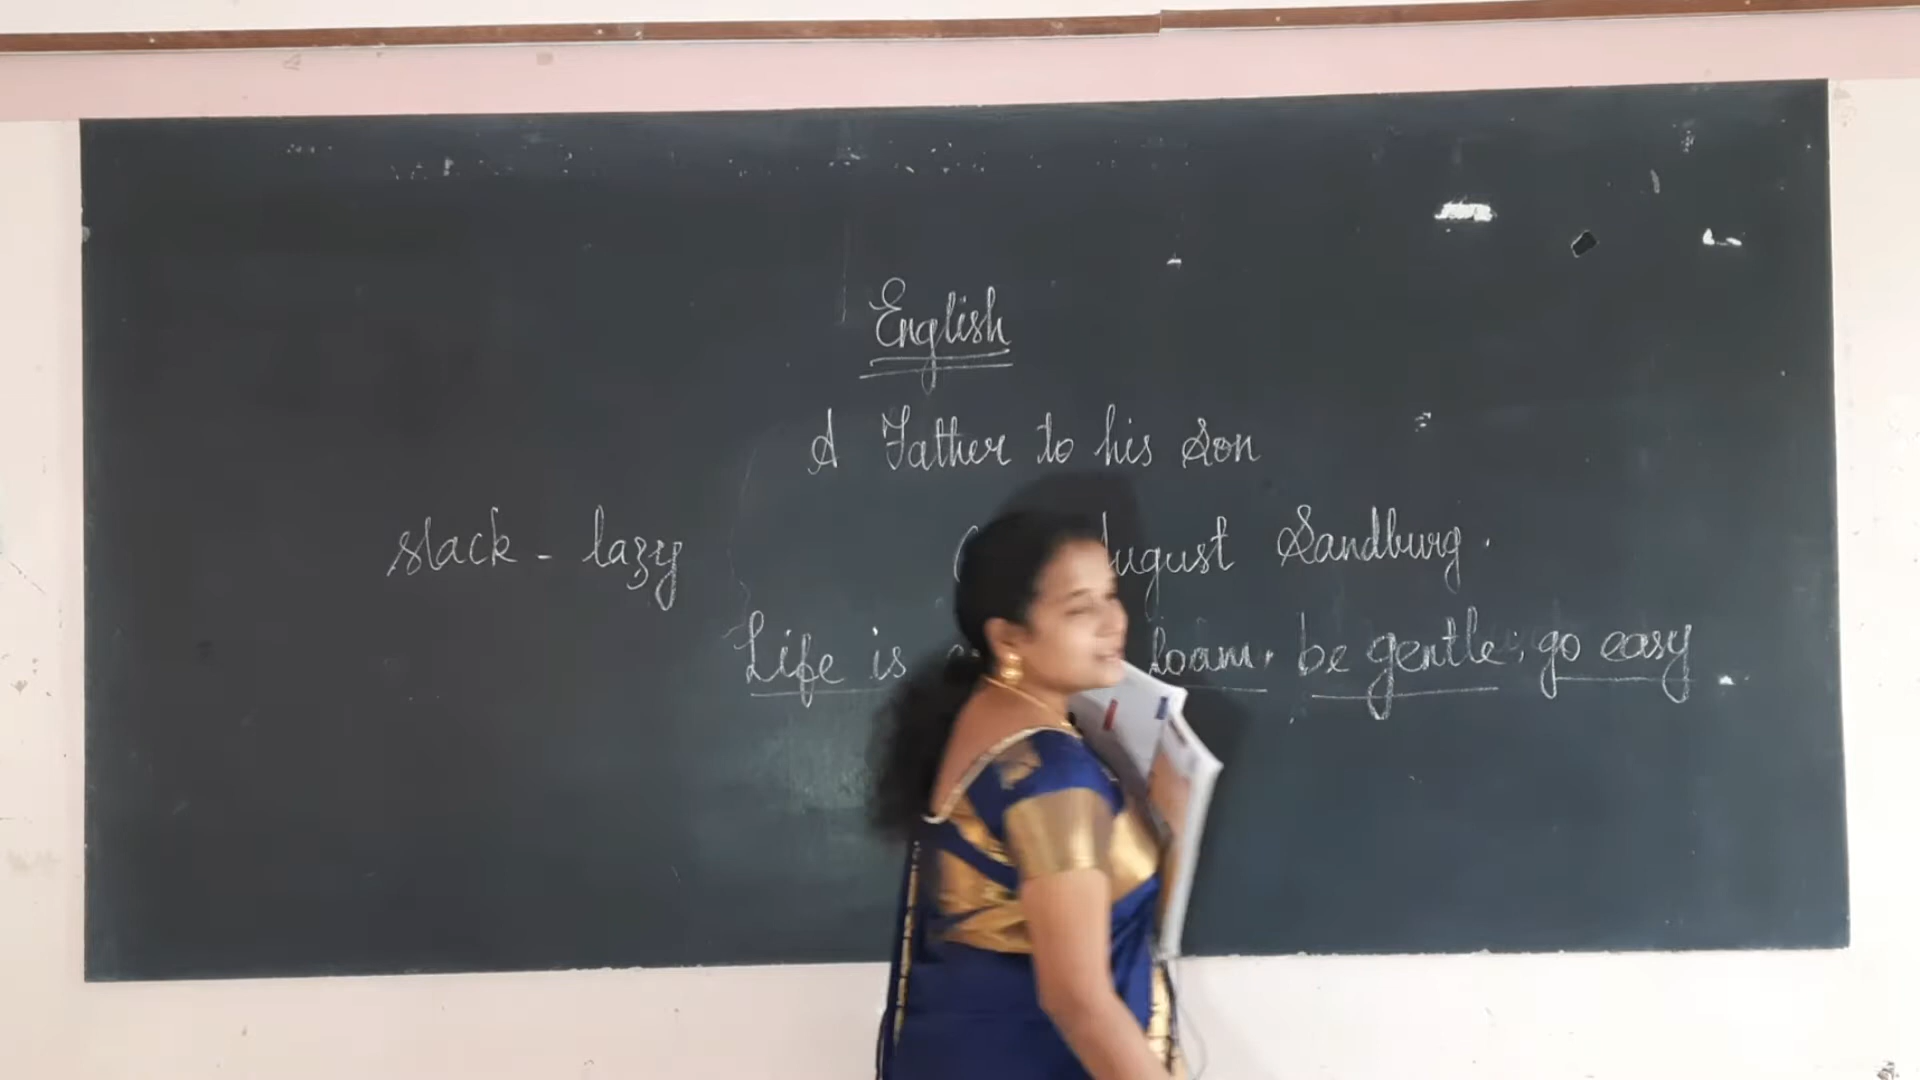 English
A Father to his Son
slack - lazy
August Sandburg.
Life is loam. be gentle; go easy